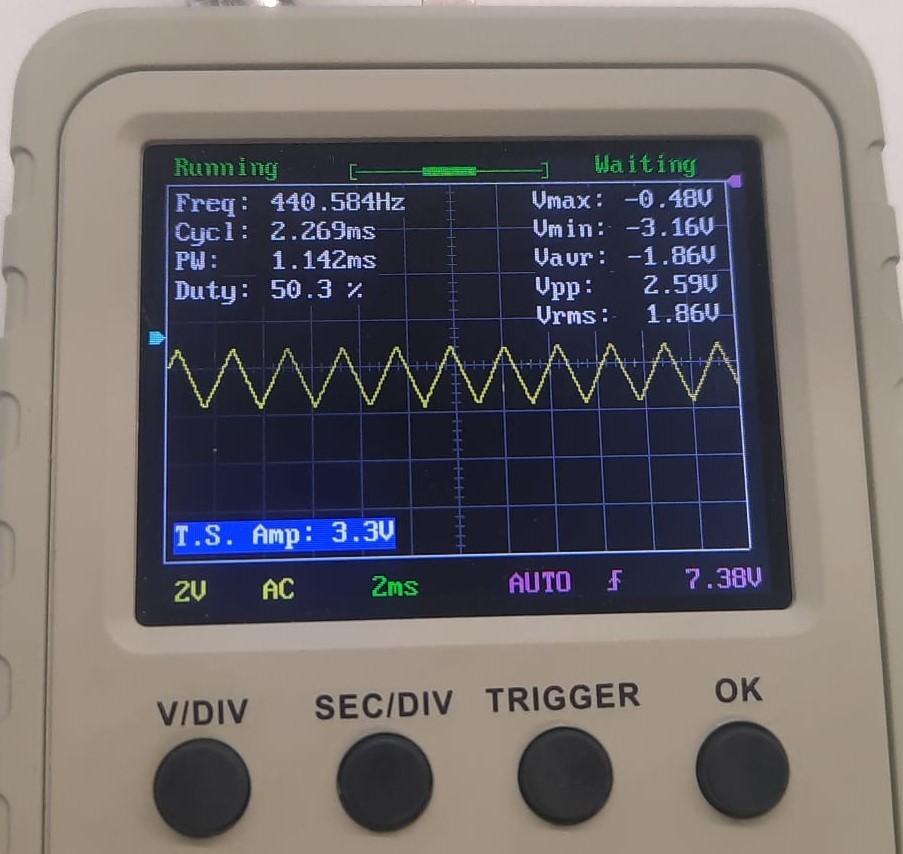 Running Waiting
Freq: 440.584Hz Vmax: -0.48V
Cycl: 2.269ms Vmin: -3.16V
PW: 1.142ms Vavr: -1.86V
Duty: 50.3 % Vpp: 2.59V
Vrms: 1.86V
T.S. Amp: 3.3V
2V AC 2ms AUTO 7.38V
V/DIV SEC/DIV TRIGGER OK